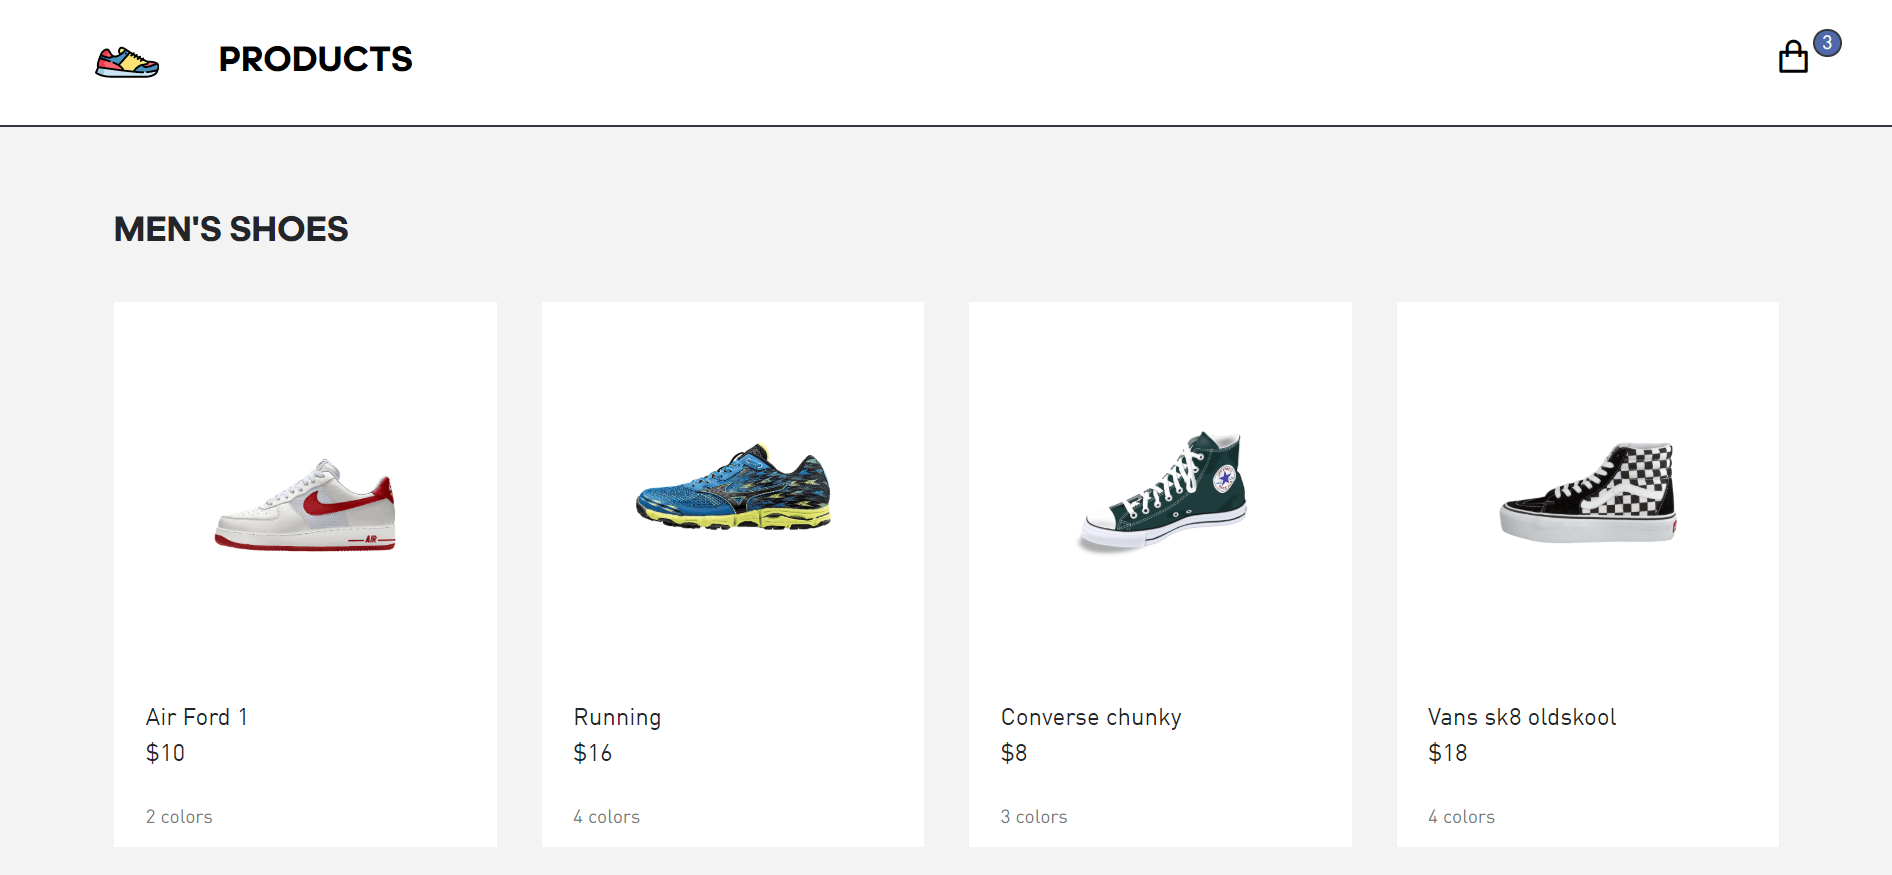 PRODUCTS
3
MEN'S SHOES
AIR
Air Ford 1
$10
2 colors
Running
$16
4 colors
Converse chunky
$8
3 colors
Vans sk8 oldskool
$18
4 colors